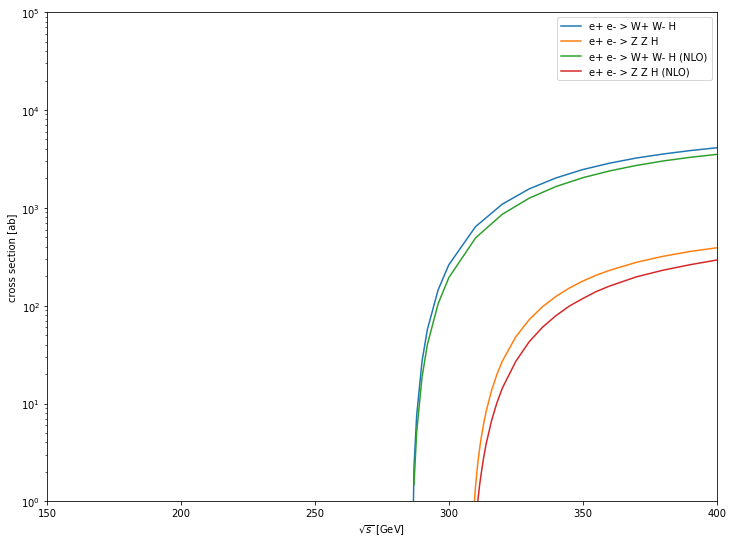 10^5
10^4
10^3
10^2
10^1
10^0
cross section [ab]
150
200
250
300
350
400
√s [GeV]
e+ e- > W+ W- H
e+ e- > Z Z H
e+ e- > W+ W- H (NLO)
e+ e- > Z Z H (NLO)